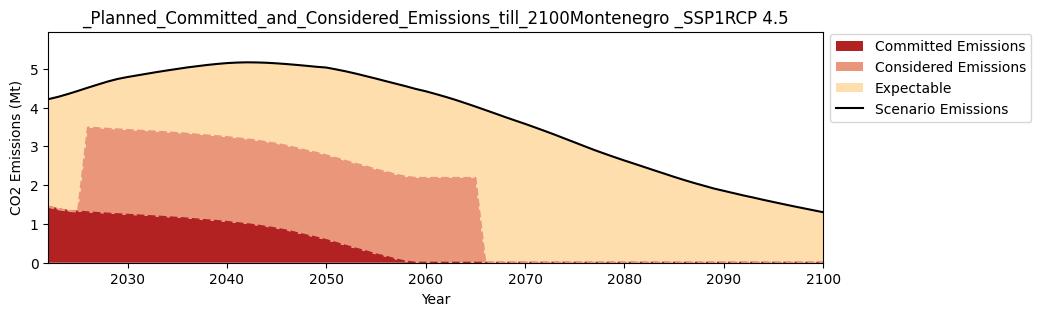 _Planned_Committed_and_Considered_Emissions_till_2100Montenegro _SSP1RCP 4.5
CO2 Emissions (Mt)
5
4
3
2
1
0
2030 2040 2050 2060 2070 2080 2090 2100
Year
Committed Emissions
Considered Emissions
Expectable
Scenario Emissions